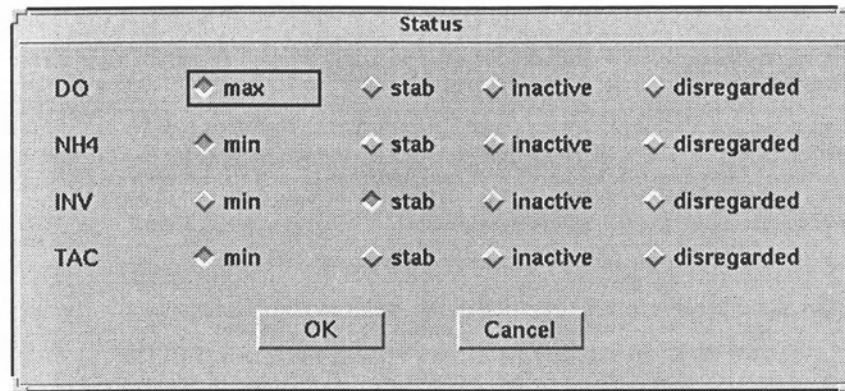 Status
DO max stab inactive disregarded
NH4 min stab inactive disregarded
INV min stab inactive disregarded
TAC min stab inactive disregarded
OK Cancel